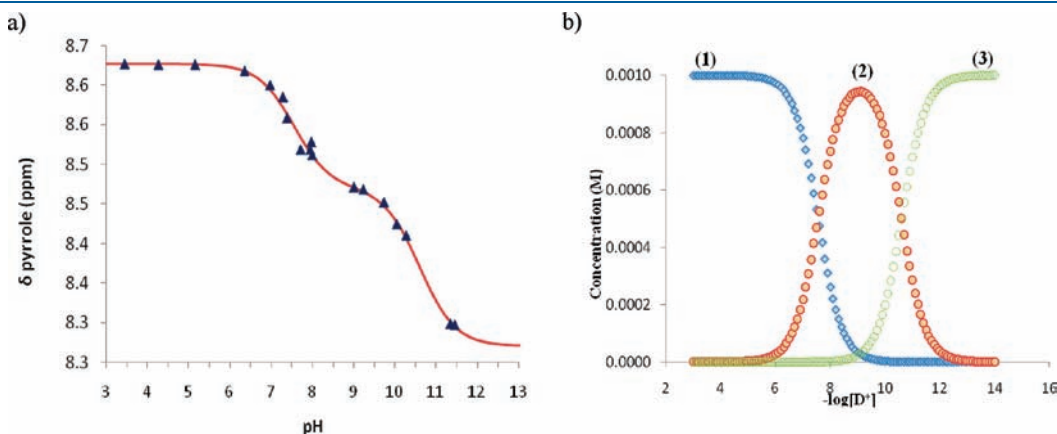 a)
8.7
8.6
8.6
8.5
8.5
8.4
8.4
8.3
8.3
δ pyrrole (ppm)
3 4 5 6 7 8 9 10 11 12 13
pH
b)
(1) (2) (3)
0.0010
0.0008
0.0006
0.0004
0.0002
0.0000
Concentration (M)
2 4 6 8 10 12 14 16
-log[D⁺]